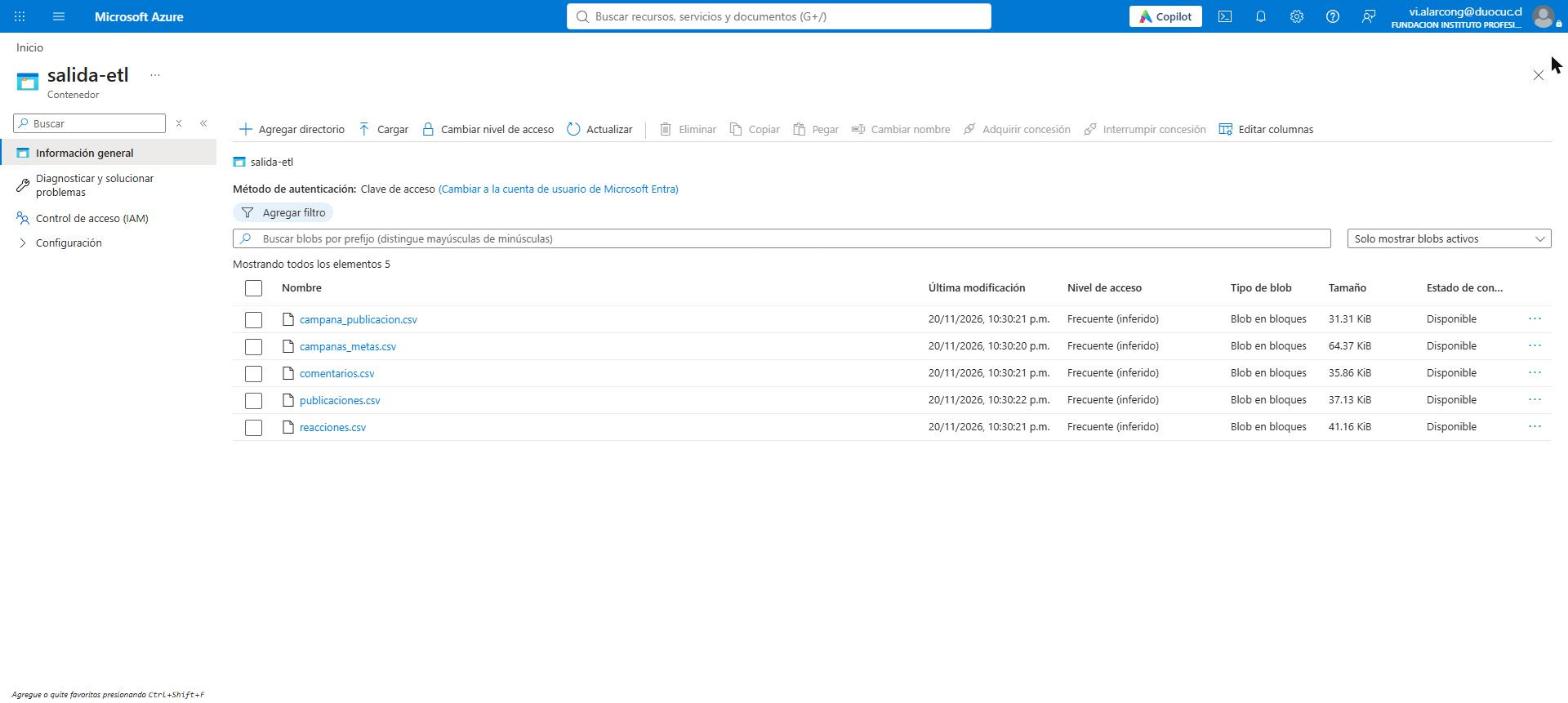 Microsoft Azure
Buscar recursos, servicios y documentos (G+/)
Copilot
vi.alarcong@duocuc.cl
FUNDACION INSTITUTO PROFESI...
Inicio
salida-etl ...
Contenedor
Buscar
Agregar directorio Cargar Cambiar nivel de acceso Actualizar Eliminar Copiar Pegar Cambiar nombre Adquirir concesión Interrumpir concesión Editar columnas
Información general
Diagnosticar y solucionar problemas
Control de acceso (IAM)
Configuración
salida-etl
Método de autenticación: Clave de acceso (Cambiar a la cuenta de usuario de Microsoft Entra)
Agregar filtro
Buscar blobs por prefijo (distingue mayúsculas de minúsculas)
Solo mostrar blobs activos
Mostrando todos los elementos 5
Nombre Última modificación Nivel de acceso Tipo de blob Tamaño Estado de con...
campana_publicacion.csv 20/11/2026, 10:30:21 p.m. Frecuente (inferido) Blob en bloques 31.31 KiB Disponible ...
campanas_metas.csv 20/11/2026, 10:30:20 p.m. Frecuente (inferido) Blob en bloques 64.37 KiB Disponible ...
comentarios.csv 20/11/2026, 10:30:21 p.m. Frecuente (inferido) Blob en bloques 35.86 KiB Disponible ...
publicaciones.csv 20/11/2026, 10:30:22 p.m. Frecuente (inferido) Blob en bloques 37.13 KiB Disponible ...
reacciones.csv 20/11/2026, 10:30:21 p.m. Frecuente (inferido) Blob en bloques 41.16 KiB Disponible ...
Agregue o quite favoritos presionando Ctrl+Shift+F